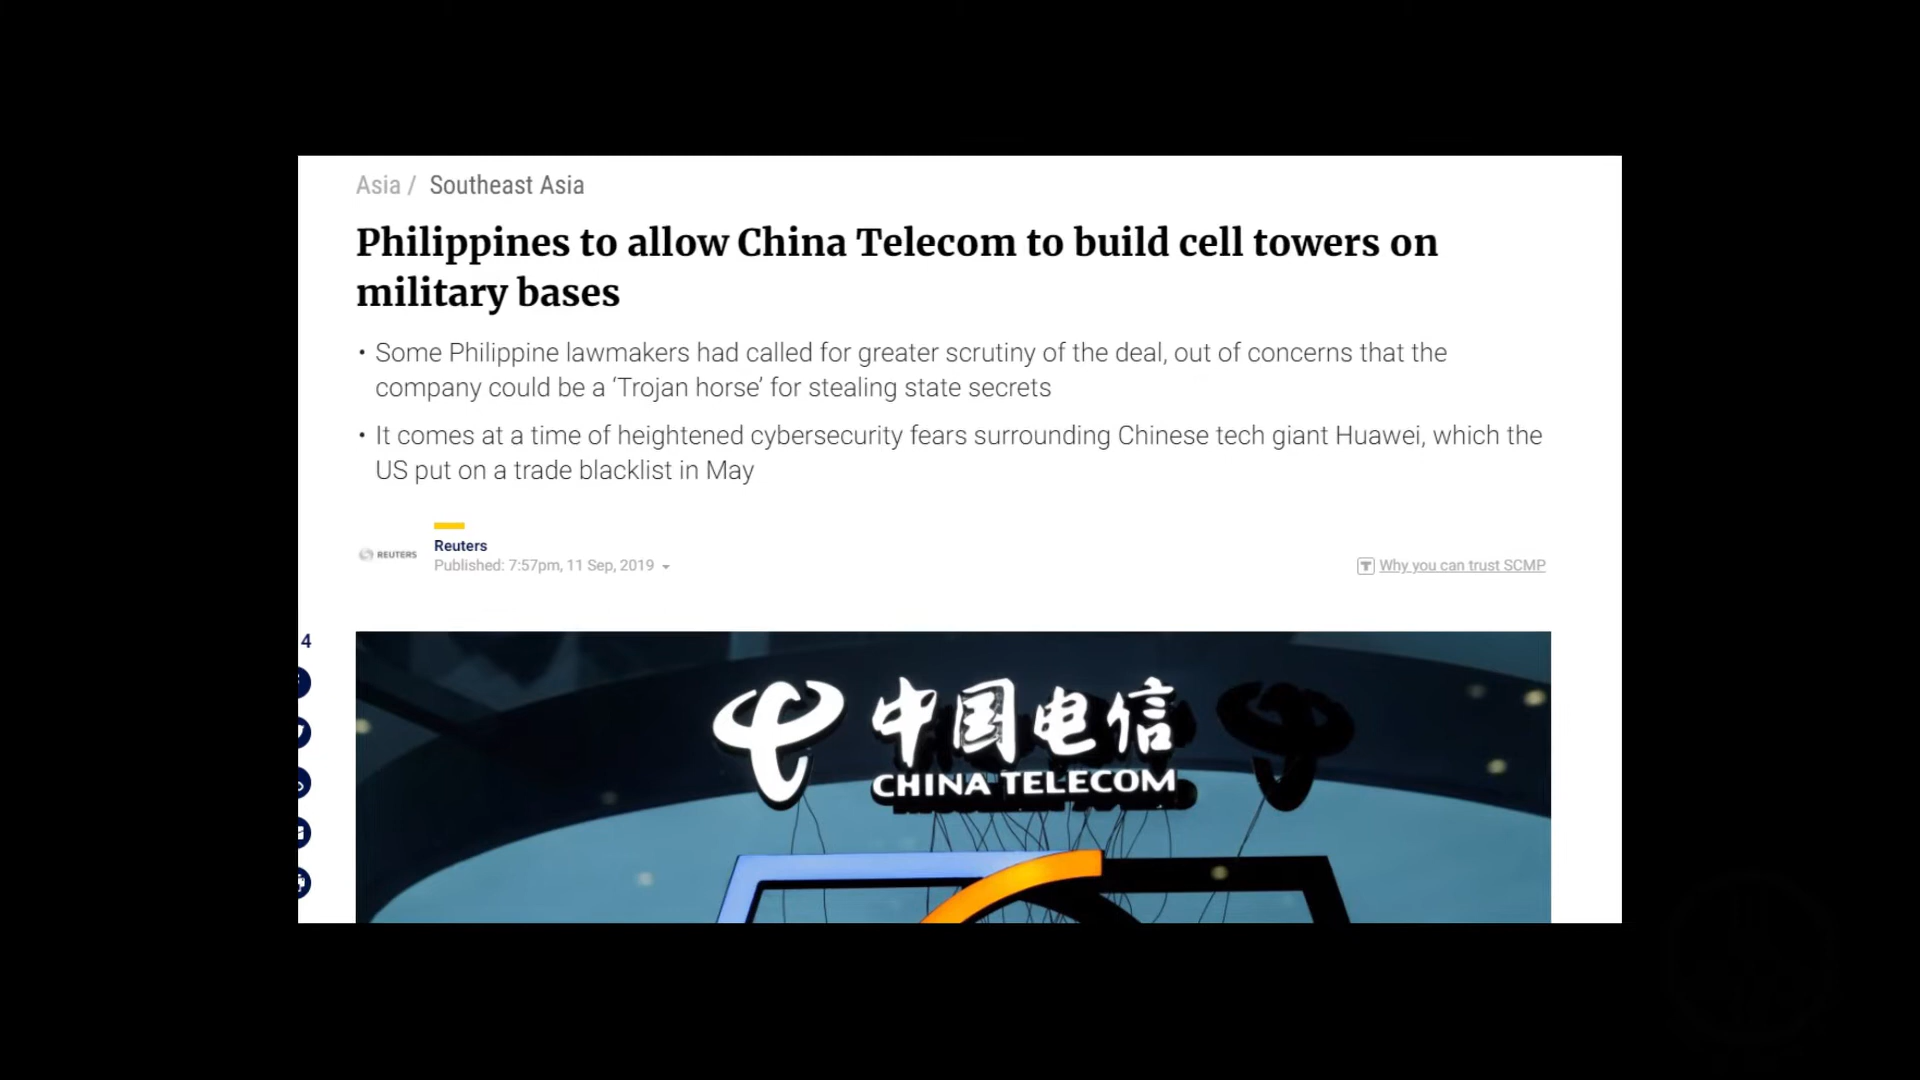 Asia / Southeast Asia
Philippines to allow China Telecom to build cell towers on
military bases
• Some Philippine lawmakers had called for greater scrutiny of the deal, out of concerns that the
company could be a ‘Trojan horse’ for stealing state secrets
• It comes at a time of heightened cybersecurity fears surrounding Chinese tech giant Huawei, which the
US put on a trade blacklist in May
REUTERS
Reuters
Published: 7:57pm, 11 Sep, 2019
Why you can trust SCMP
4
中国电信
CHINA TELECOM